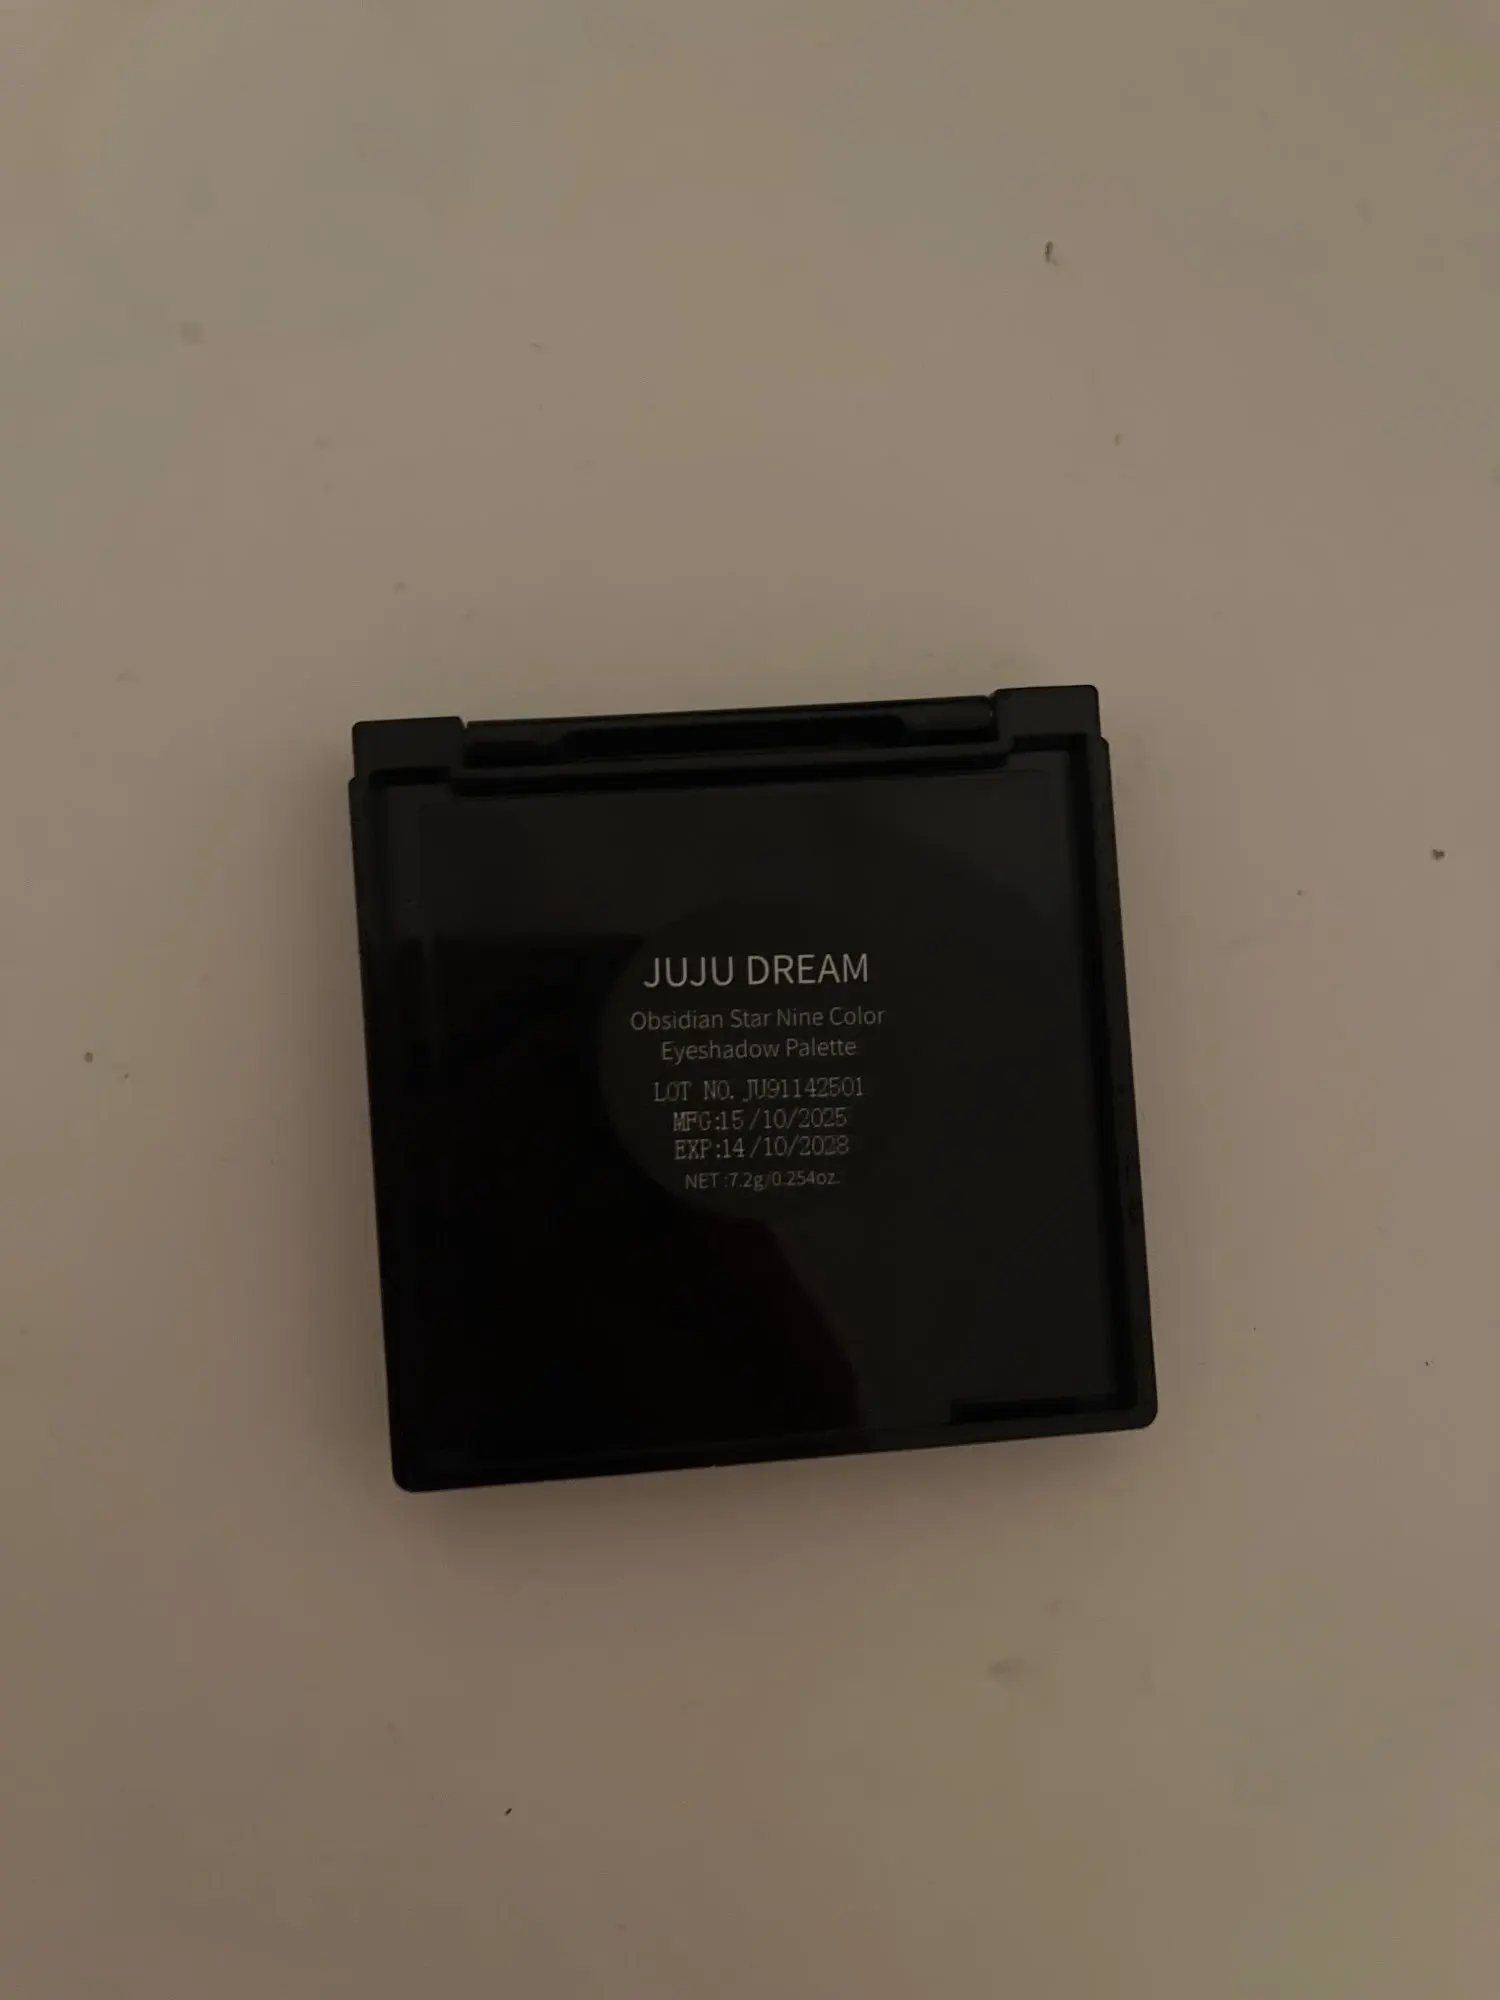 JUJU DREAM
Obsidian Star Nine Color
Eyeshadow Palette
LOT NO. JU91142501
MFG:15/10/2025
EXP:14/10/2028
NET :7.2g/0.254oz.